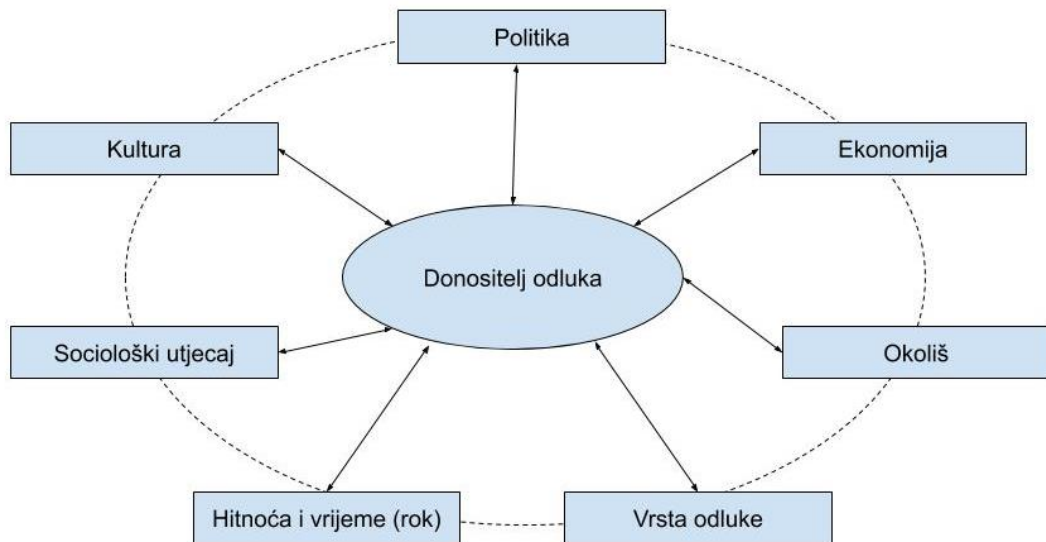 Politika
Kultura
Ekonomija
Donositelj odluka
Sociološki utjecaj
Okoliš
Hitnoća i vrijeme (rok)
Vrsta odluke